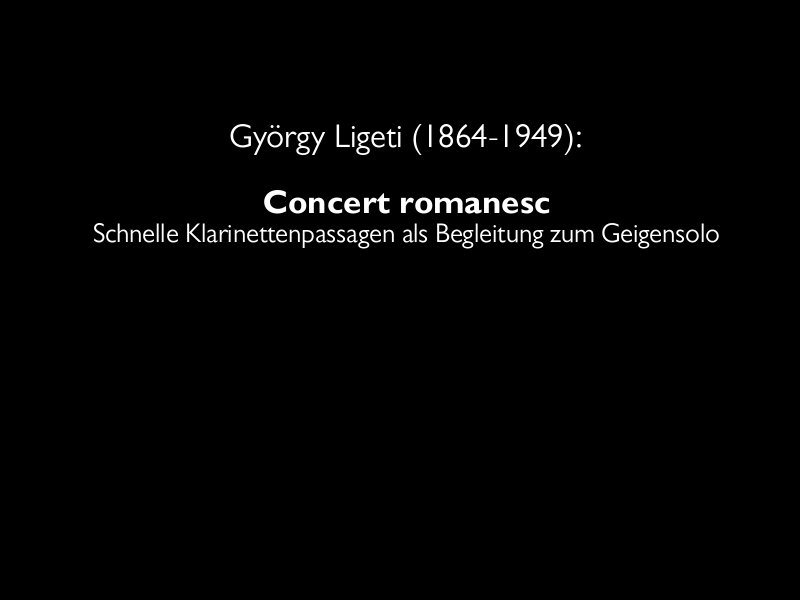 György Ligeti (1864-1949):
Concert romanesc
Schnelle Klarinettenpassagen als Begleitung zum Geigensolo